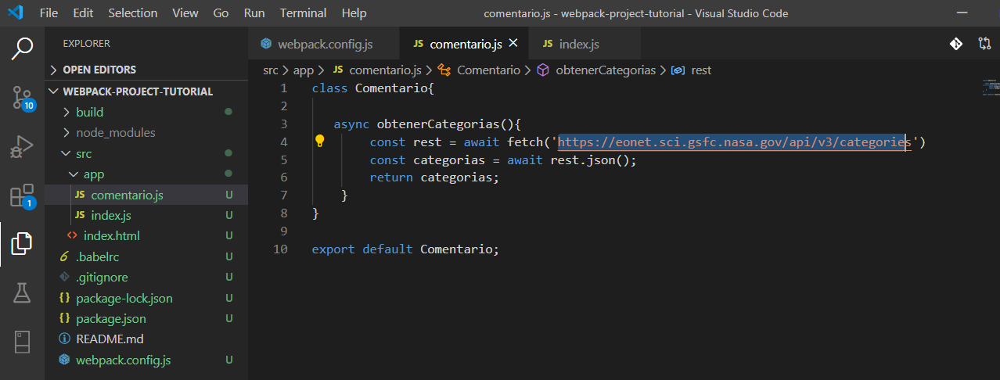 File Edit Selection View Go Run Terminal Help comentario.js - webpack-project-tutorial - Visual Studio Code
EXPLORER
OPEN EDITORS
WEBPACK-PROJECT-TUTORIAL
build
node_modules
src
app
JS comentario.js U
JS index.js U
<> index.html U
.babelrc U
.gitignore U
{} package-lock.json U
{} package.json U
README.md
webpack.config.js U
10
1
webpack.config.js JS comentario.js JS index.js
src > app > JS comentario.js > Comentario > obtenerCategorias > rest
1 class Comentario{
2
3 async obtenerCategorias(){
4 const rest = await fetch('https://eonet.sci.gsfc.nasa.gov/api/v3/categories')
5 const categorias = await rest.json();
6 return categorias;
7 }
8 }
9
10 export default Comentario;